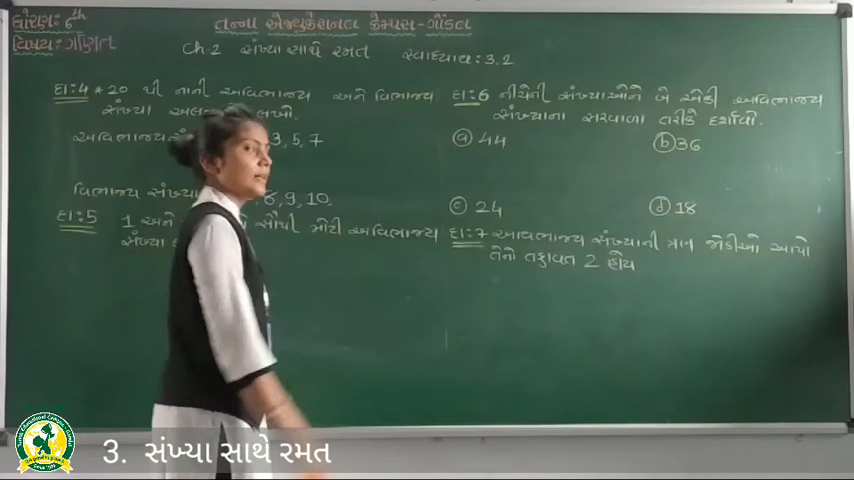 ધોરણ: 6th
વિષય: ગણિત
તન્ના એજ્યુકેશનલ કેમ્પસ-ગોંડલ
Ch-2 સંખ્યા સાથે રમત સ્વાધ્યાય: 3.2
દા:4 * 20 થી નાની અવિભાજ્ય અને વિભાજ્ય
સંખ્યા લખો.
અવિભાજ્ય 3, 5, 7
વિભાજ્ય સંખ્યા 8, 9, 10.
દા:5 1 અને સૌથી મોટી અવિભાજ્ય
સંખ્યા
દા:6 નીચેની સંખ્યાઓને બે એકી અવિભાજ્ય
સંખ્યાના સરવાળા તરીકે દર્શાવો.
(a) 44 (b) 36
(c) 24 (d) 18
દા:7 અવિભાજ્ય સંખ્યાની ત્રણ જોડીઓ આપો
તેનો તફાવત 2 હોય
3. સંખ્યા સાથે રમત